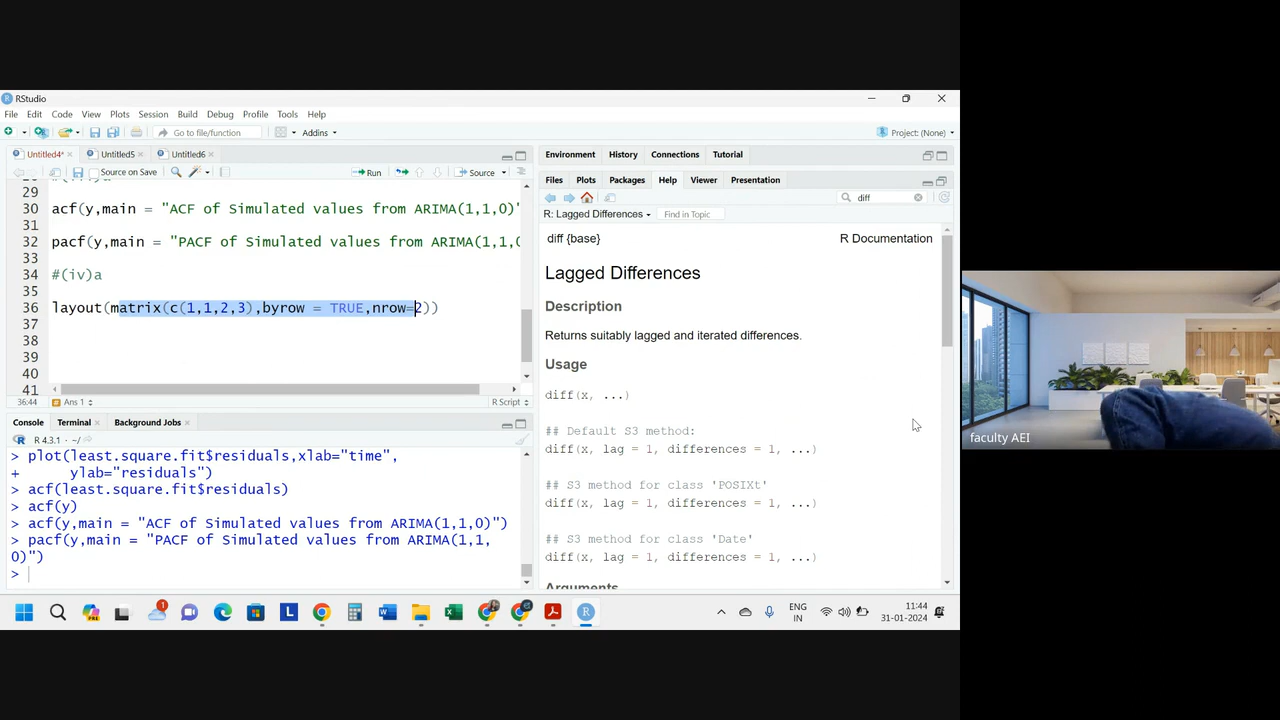 RStudio
File Edit Code View Plots Session Build Debug Profile Tools Help
Go to file/function Addins Project: (None)
Untitled4* Untitled5 Untitled6
Source on Save Run Source
29
30 acf(y,main = "ACF of Simulated values from ARIMA(1,1,0)"
31
32 pacf(y,main = "PACF of Simulated values from ARIMA(1,1,0
33
34 #(iv)a
35
36 layout(matrix(c(1,1,2,3),byrow = TRUE,nrow=2))
37
38
39
40
41
36:44 Ans 1 R Script
Console Terminal Background Jobs
R 4.3.1 · ~/
> plot(least.square.fit$residuals,xlab="time",
+ ylab="residuals")
> acf(least.square.fit$residuals)
> acf(y)
> acf(y,main = "ACF of Simulated values from ARIMA(1,1,0)")
> pacf(y,main = "PACF of Simulated values from ARIMA(1,1,
0)")
>
Environment History Connections Tutorial
Files Plots Packages Help Viewer Presentation
diff
R: Lagged Differences Find in Topic
diff {base} R Documentation
Lagged Differences
Description
Returns suitably lagged and iterated differences.
Usage
diff(x, ...)
## Default S3 method:
diff(x, lag = 1, differences = 1, ...)
## S3 method for class 'POSIXt'
diff(x, lag = 1, differences = 1, ...)
## S3 method for class 'Date'
diff(x, lag = 1, differences = 1, ...)
Arguments
faculty AEI
1 PRE L ENG
IN
11:44
31-01-2024